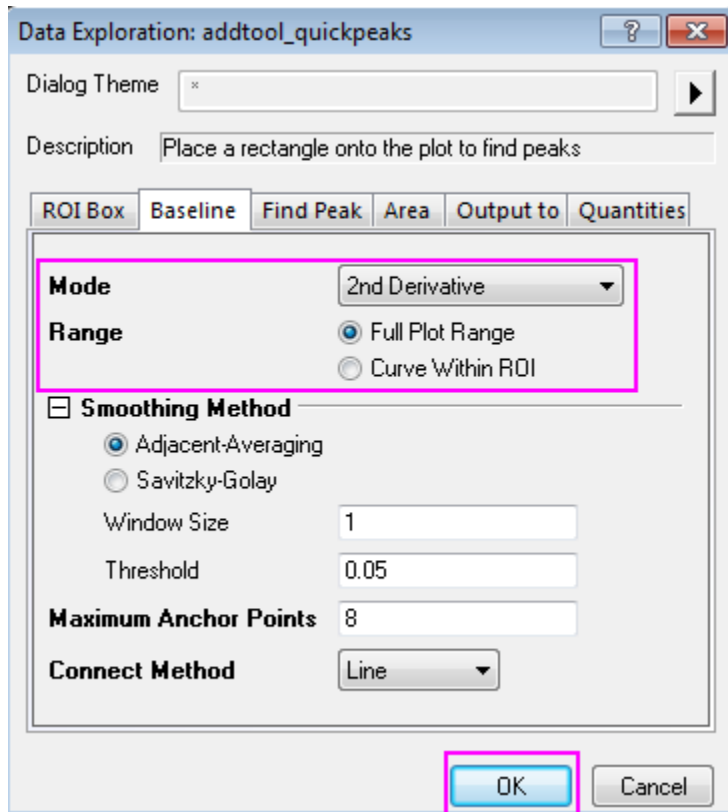 Data Exploration: addtool_quickpeaks
Dialog Theme *
Description Place a rectangle onto the plot to find peaks
ROI Box Baseline Find Peak Area Output to Quantities
Mode 2nd Derivative
Range Full Plot Range
Curve Within ROI
Smoothing Method
Adjacent-Averaging
Savitzky-Golay
Window Size 1
Threshold 0.05
Maximum Anchor Points 8
Connect Method Line
OK Cancel